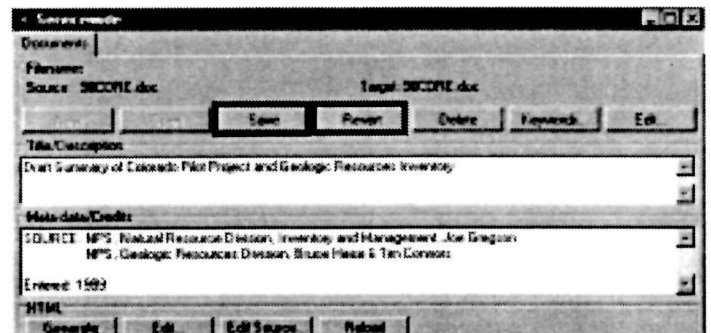 Documents
Filename:
Source: 98CORE.doc Target: 98CORE.doc
Save Revert Delete Keywords... Edit...
Title/Description
Draft Summary of Colorado Pilot Project and Geologic Resources Inventory
Meta-data/Credits
SOURCE: NPS, Natural Resource Division, Inventory and Management. Joe Gregson
NPS, Geologic Resources Division, Bruce Heise & Tim Connors
Entered: 1999
HTML
Generate Edit... Edit Source... Reload